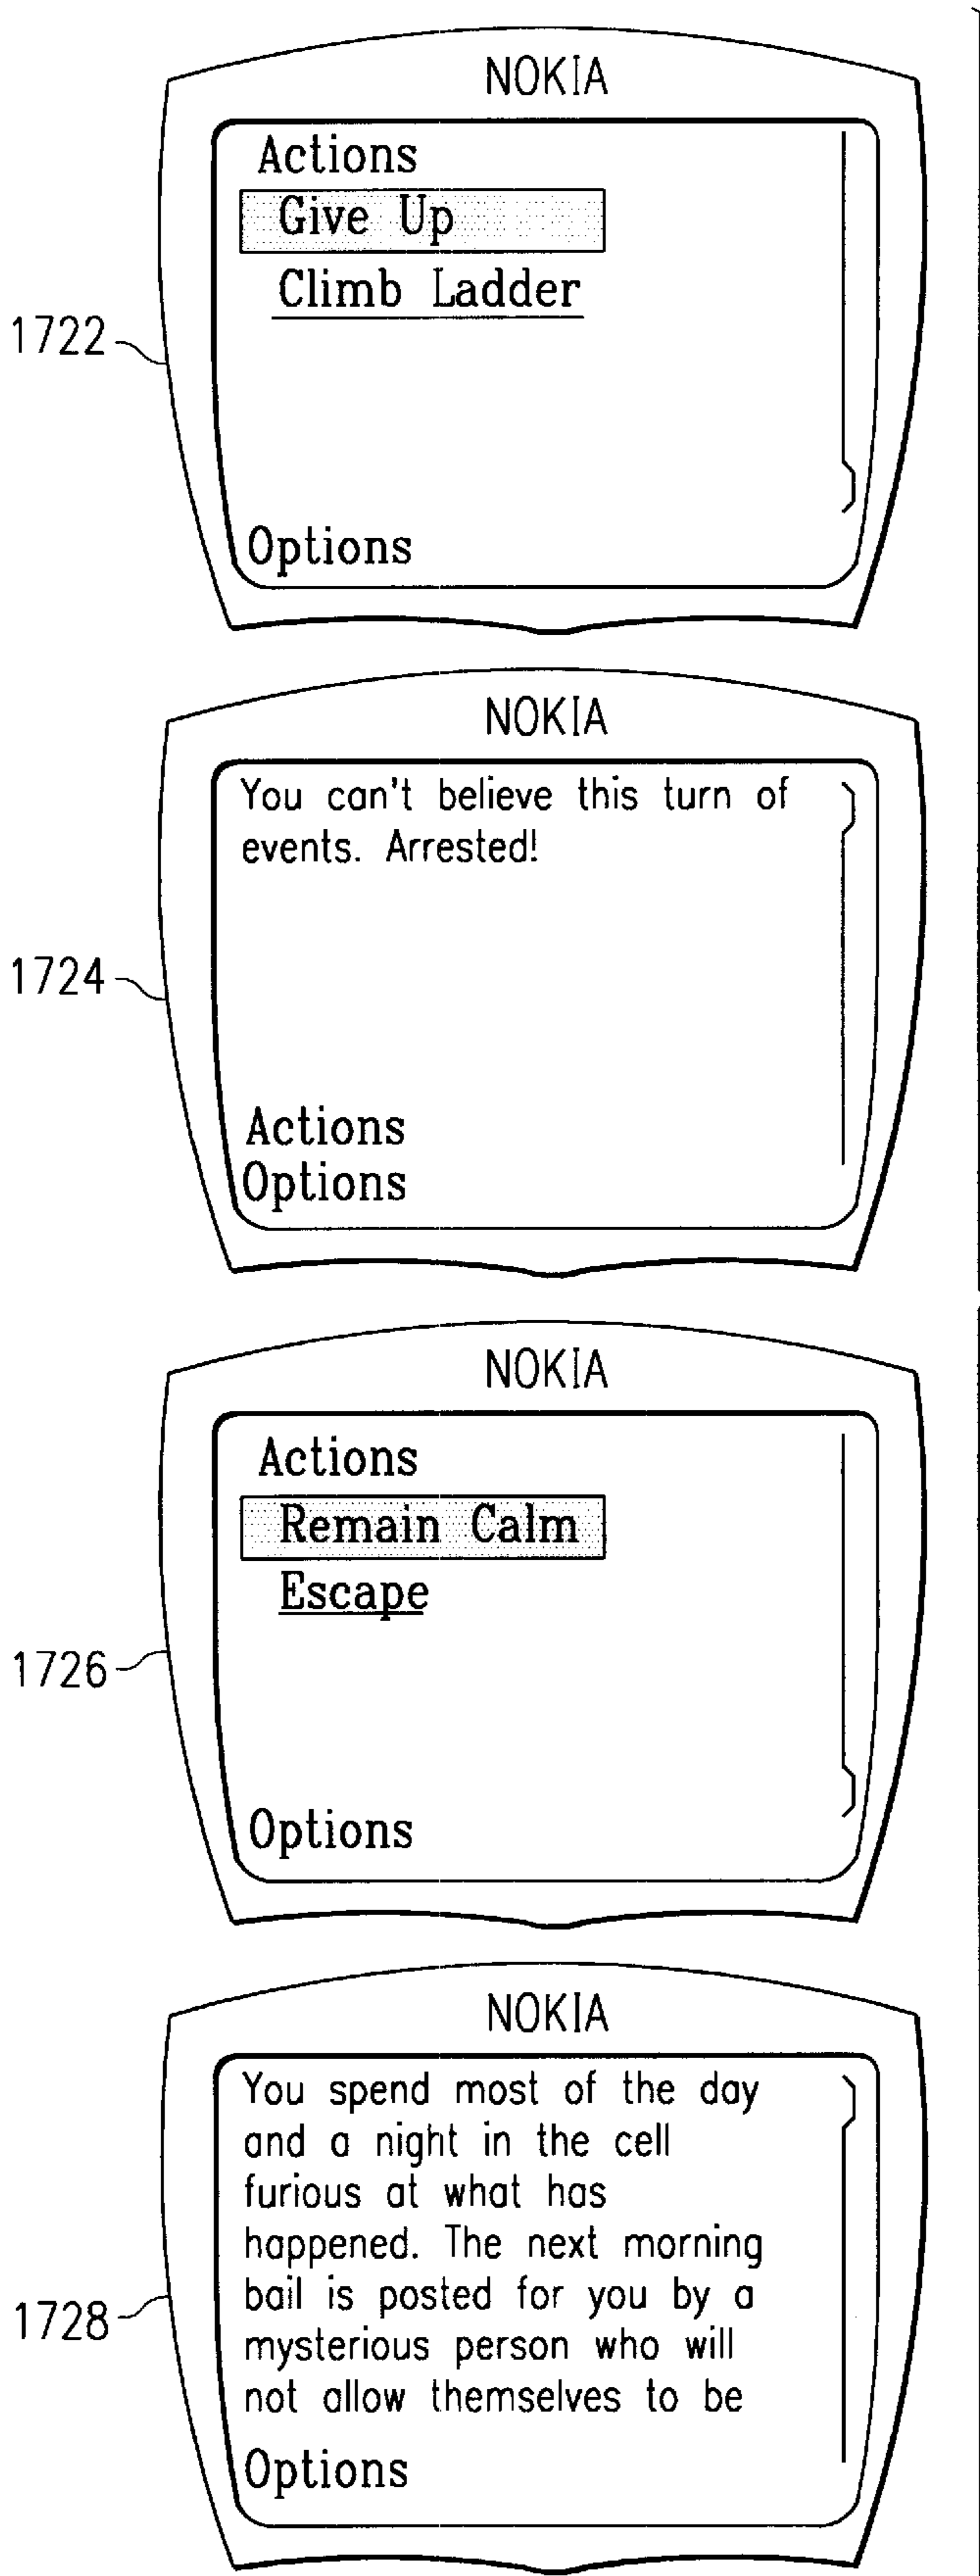 NOKIA
Actions
Give Up
Climb Ladder
1722
Options
NOKIA
You can't believe this turn of
events. Arrested!
1724
Actions
Options
NOKIA
Actions
Remain Calm
Escape
1726
Options
NOKIA
You spend most of the day
and a night in the cell
furious at what has
happened. The next morning
bail is posted for you by a
1728
mysterious person who will
not allow themselves to be
Options